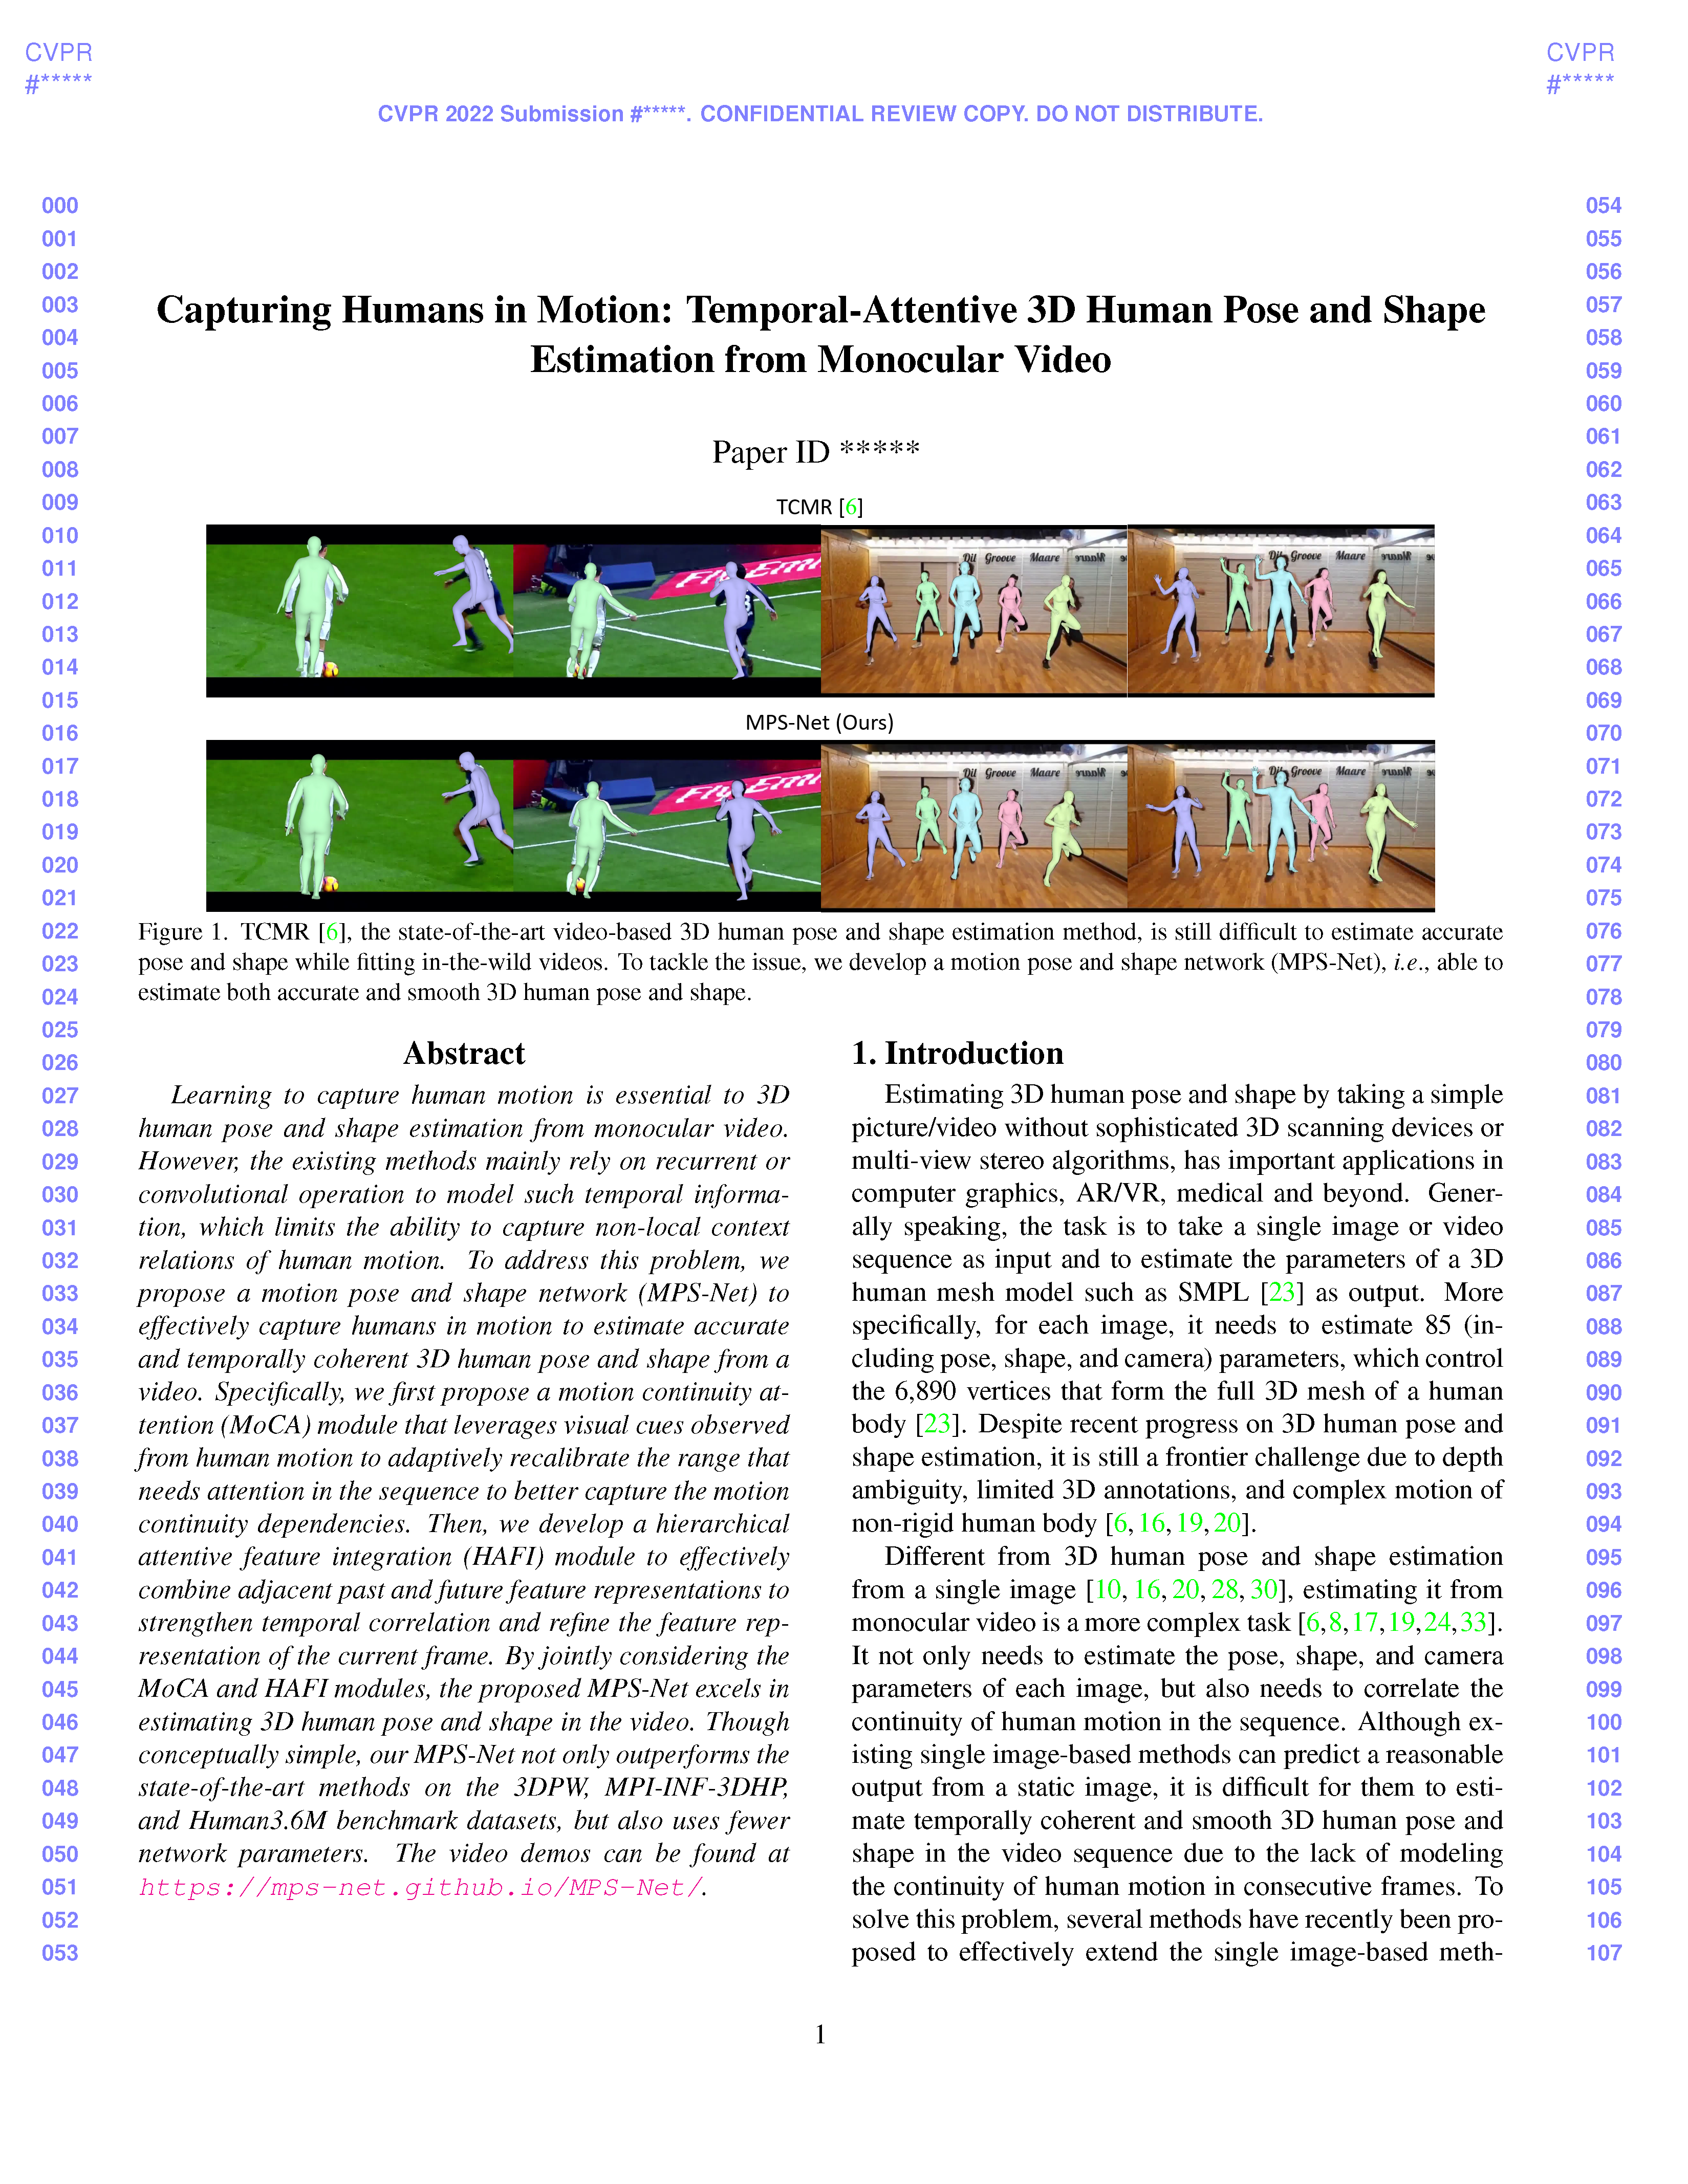 CVPR
#*****
CVPR
#*****
CVPR 2022 Submission #*****. CONFIDENTIAL REVIEW COPY. DO NOT DISTRIBUTE.
Capturing Humans in Motion: Temporal-Attentive 3D Human Pose and Shape
Estimation from Monocular Video
Paper ID *****
TCMR [6]
Dil Groove Maare
Dil Groove Maare
MPS-Net (Ours)
Dil Groove Maare
Dil Groove Maare
Figure 1. TCMR [6], the state-of-the-art video-based 3D human pose and shape estimation method, is still difficult to estimate accurate
pose and shape while fitting in-the-wild videos. To tackle the issue, we develop a motion pose and shape network (MPS-Net), i.e., able to
estimate both accurate and smooth 3D human pose and shape.
Abstract
Learning to capture human motion is essential to 3D
human pose and shape estimation from monocular video.
However, the existing methods mainly rely on recurrent or
convolutional operation to model such temporal informa-
tion, which limits the ability to capture non-local context
relations of human motion. To address this problem, we
propose a motion pose and shape network (MPS-Net) to
effectively capture humans in motion to estimate accurate
and temporally coherent 3D human pose and shape from a
video. Specifically, we first propose a motion continuity at-
tention (MoCA) module that leverages visual cues observed
from human motion to adaptively recalibrate the range that
needs attention in the sequence to better capture the motion
continuity dependencies. Then, we develop a hierarchical
attentive feature integration (HAFI) module to effectively
combine adjacent past and future feature representations to
strengthen temporal correlation and refine the feature rep-
resentation of the current frame. By jointly considering the
MoCA and HAFI modules, the proposed MPS-Net excels in
estimating 3D human pose and shape in the video. Though
conceptually simple, our MPS-Net not only outperforms the
state-of-the-art methods on the 3DPW, MPI-INF-3DHP,
and Human3.6M benchmark datasets, but also uses fewer
network parameters. The video demos can be found at
https://mps-net.github.io/MPS-Net/.
1. Introduction
Estimating 3D human pose and shape by taking a simple
picture/video without sophisticated 3D scanning devices or
multi-view stereo algorithms, has important applications in
computer graphics, AR/VR, medical and beyond. Gener-
ally speaking, the task is to take a single image or video
sequence as input and to estimate the parameters of a 3D
human mesh model such as SMPL [23] as output. More
specifically, for each image, it needs to estimate 85 (in-
cluding pose, shape, and camera) parameters, which control
the 6,890 vertices that form the full 3D mesh of a human
body [23]. Despite recent progress on 3D human pose and
shape estimation, it is still a frontier challenge due to depth
ambiguity, limited 3D annotations, and complex motion of
non-rigid human body [6, 16, 19, 20].
Different from 3D human pose and shape estimation
from a single image [10, 16, 20, 28, 30], estimating it from
monocular video is a more complex task [6,8,17,19,24,33].
It not only needs to estimate the pose, shape, and camera
parameters of each image, but also needs to correlate the
continuity of human motion in the sequence. Although ex-
isting single image-based methods can predict a reasonable
output from a static image, it is difficult for them to esti-
mate temporally coherent and smooth 3D human pose and
shape in the video sequence due to the lack of modeling
the continuity of human motion in consecutive frames. To
solve this problem, several methods have recently been pro-
posed to effectively extend the single image-based meth-
000
001
002
003
004
005
006
007
008
009
010
011
012
013
014
015
016
017
018
019
020
021
022
023
024
025
026
027
028
029
030
031
032
033
034
035
036
037
038
039
040
041
042
043
044
045
046
047
048
049
050
051
052
053
054
055
056
057
058
059
060
061
062
063
064
065
066
067
068
069
070
071
072
073
074
075
076
077
078
079
080
081
082
083
084
085
086
087
088
089
090
091
092
093
094
095
096
097
098
099
100
101
102
103
104
105
106
107
1